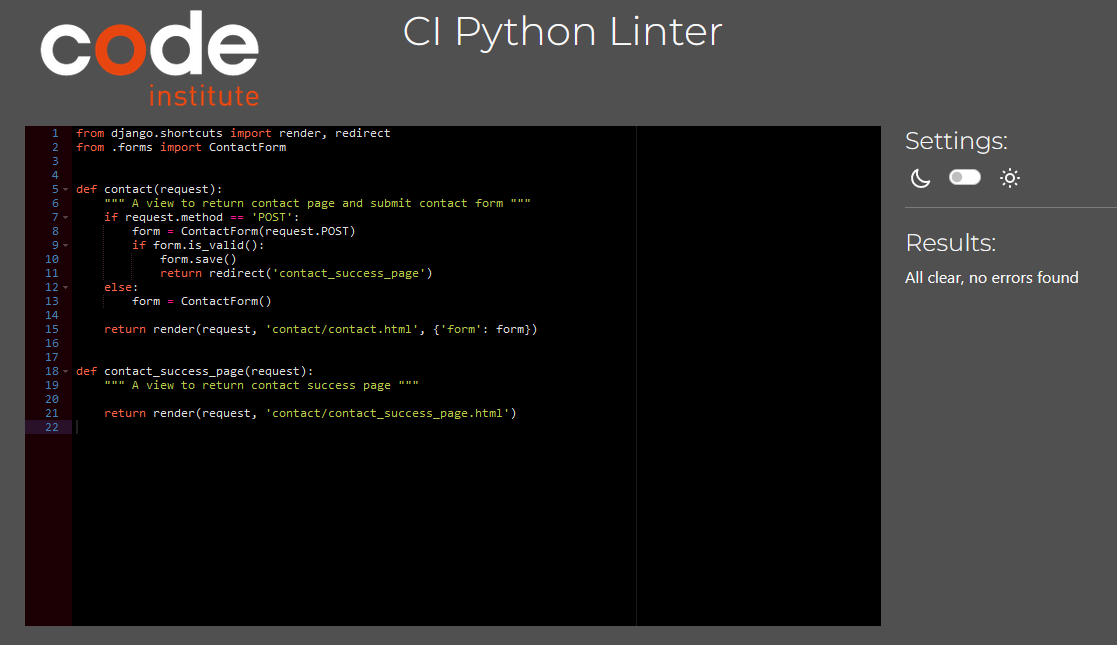 code
institute
CI Python Linter
1 from django.shortcuts import render, redirect
2 from .forms import ContactForm
3
4
5 def contact(request):
6     """ A view to return contact page and submit contact form """
7     if request.method == 'POST':
8         form = ContactForm(request.POST)
9         if form.is_valid():
10             form.save()
11             return redirect('contact_success_page')
12     else:
13         form = ContactForm()
14
15     return render(request, 'contact/contact.html', {'form': form})
16
17
18 def contact_success_page(request):
19     """ A view to return contact success page """
20
21     return render(request, 'contact/contact_success_page.html')
22
Settings:
Results:
All clear, no errors found